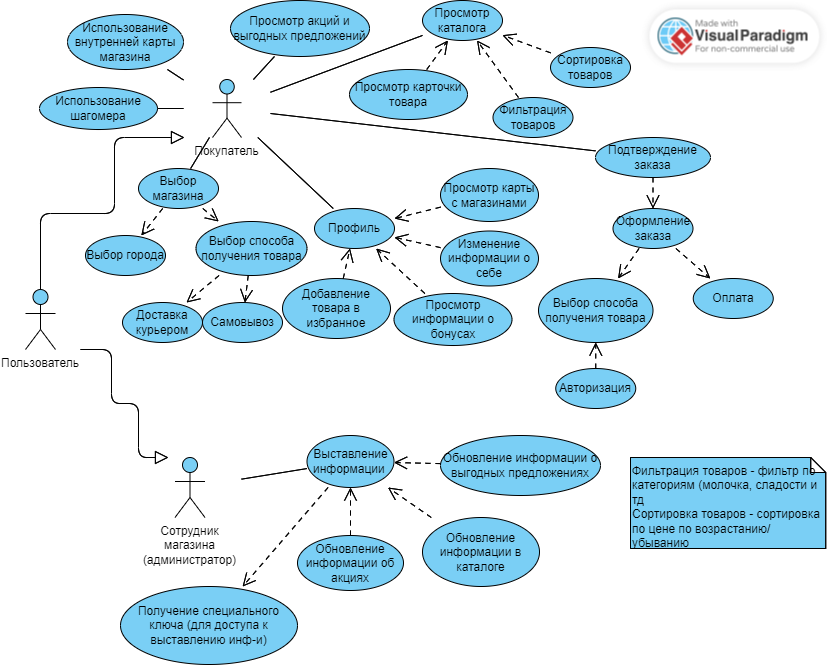 Использование
внутренней карты
магазина
Просмотр акций и
выгодных предложений
Просмотр
каталога
Made with
VisualParadigm
For non-commercial use
Сортировка
товаров
Просмотр карточки
товара
Фильтрация
товаров
Использование
шагомера
Покупатель
Подтверждение
заказа
Выбор
магазина
Просмотр карты
с магазинами
Профиль
Оформление
заказа
Выбор города
Выбор способа
получения товара
Изменение
информации о
себе
Добавление
товара в
избранное
Просмотр
информации о
бонусах
Выбор способа
получения товара
Оплата
Доставка
курьером
Самовывоз
Пользователь
Авторизация
Выставление
информации
Обновление информации о
выгодных предложениях
Фильтрация товаров - фильтр по
категориям (молочка, сладости и
тд
Сортировка товаров - сортировка
по цене по возрастанию/
убыванию
Сотрудник
магазина
(администратор)
Обновление
информации об
акциях
Обновление
информации в
каталоге
Получение специального
ключа (для доступа к
выставлению инф-и)